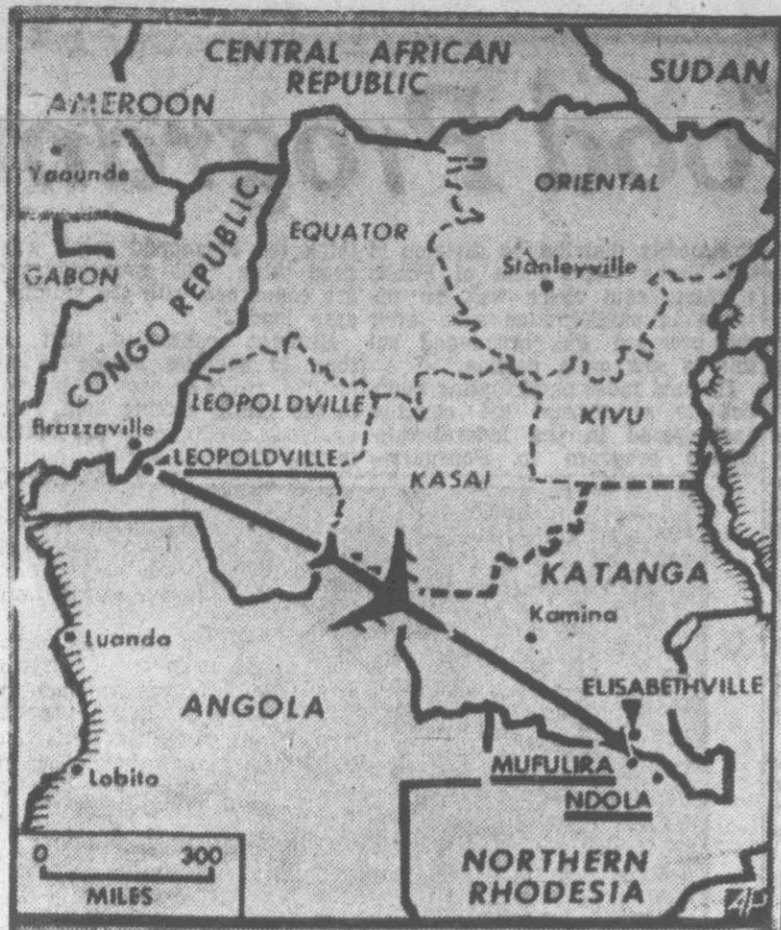 CENTRAL AFRICAN
REPUBLIC
SUDAN
AMEROON
Yaounde
ORIENTAL
EQUATOR
Stanleyville
GABON
CONGO REPUBLIC
LEOPOLDVILLE
KIVU
Brazzaville
LEOPOLDVILLE
KASAI
KATANGA
Kamina
Luanda
ELISABETHVILLE
ANGOLA
MUFULIRA
Lobito
NDOLA
0 300
MILES
NORTHERN
RHODESIA
AP